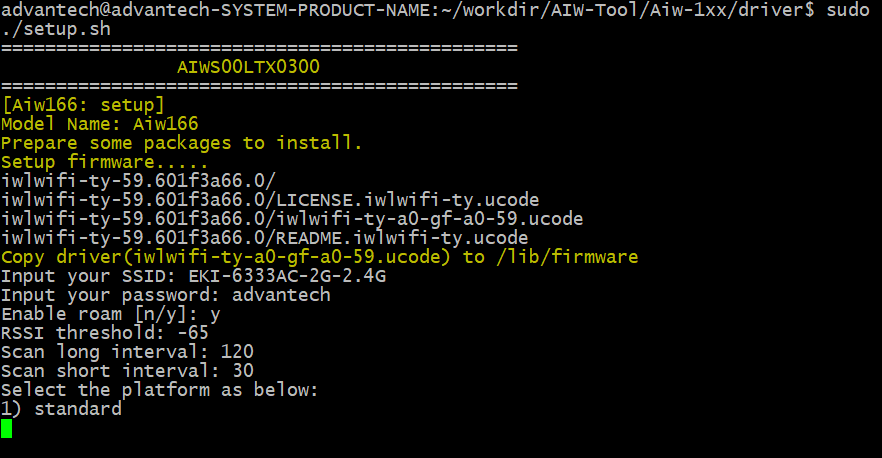 advantech@advantech-SYSTEM-PRODUCT-NAME:~/workdir/AIW-Tool/Aiw-1xx/driver$ sudo
./setup.sh
===============================================
AIWS00LTX0300
===============================================
[Aiw166: setup]
Model Name: Aiw166
Prepare some packages to install.
Setup firmware.....
iwlwifi-ty-59.601f3a66.0/
iwlwifi-ty-59.601f3a66.0/LICENSE.iwlwifi-ty.ucode
iwlwifi-ty-59.601f3a66.0/iwlwifi-ty-a0-gf-a0-59.ucode
iwlwifi-ty-59.601f3a66.0/README.iwlwifi-ty.ucode
Copy driver(iwlwifi-ty-a0-gf-a0-59.ucode) to /lib/firmware
Input your SSID: EKI-6333AC-2G-2.4G
Input your password: advantech
Enable roam [n/y]: y
RSSI threshold: -65
Scan long interval: 120
Scan short interval: 30
Select the platform as below:
1) standard